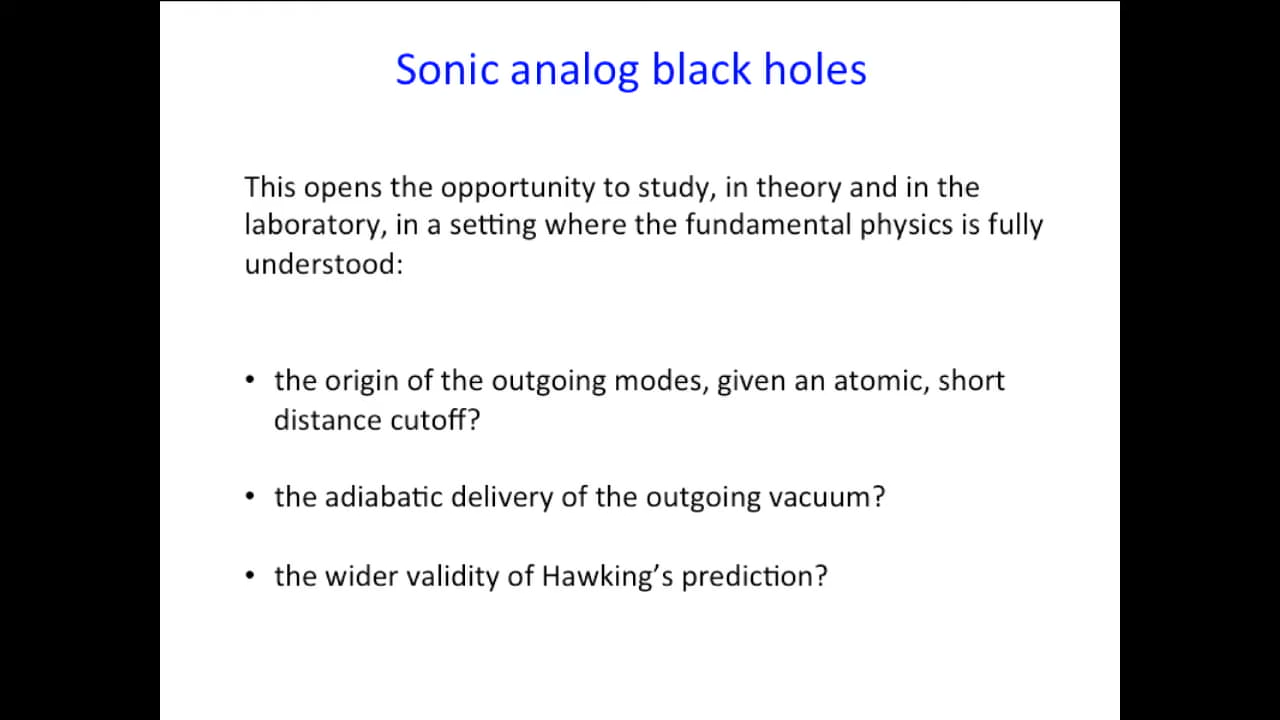 Sonic analog black holes
This opens the opportunity to study, in theory and in the
laboratory, in a setting where the fundamental physics is fully
understood:
• the origin of the outgoing modes, given an atomic, short
distance cutoff?
• the adiabatic delivery of the outgoing vacuum?
• the wider validity of Hawking’s prediction?